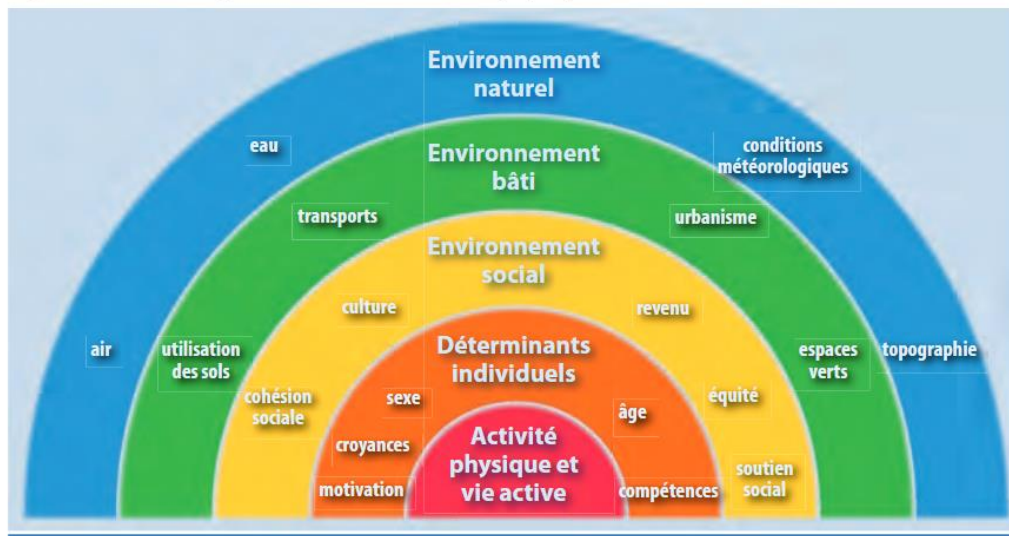 Environnement
naturel
eau
conditions
météorologiques
air
topographie
Environnement
bâti
transports
urbanisme
utilisation
des sols
espaces
verts
Environnement
social
culture
revenu
cohésion
sociale
équité
soutien
social
Déterminants
individuels
sexe
âge
croyances
motivation
compétences
Activité
physique et
vie active